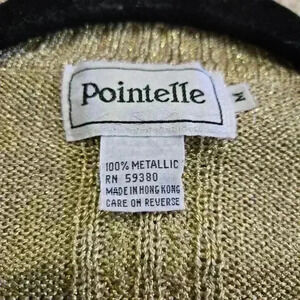 Pointelle
M
100% METALLIC
RN 59380
MADE IN HONG KONG
CARE ON REVERSE